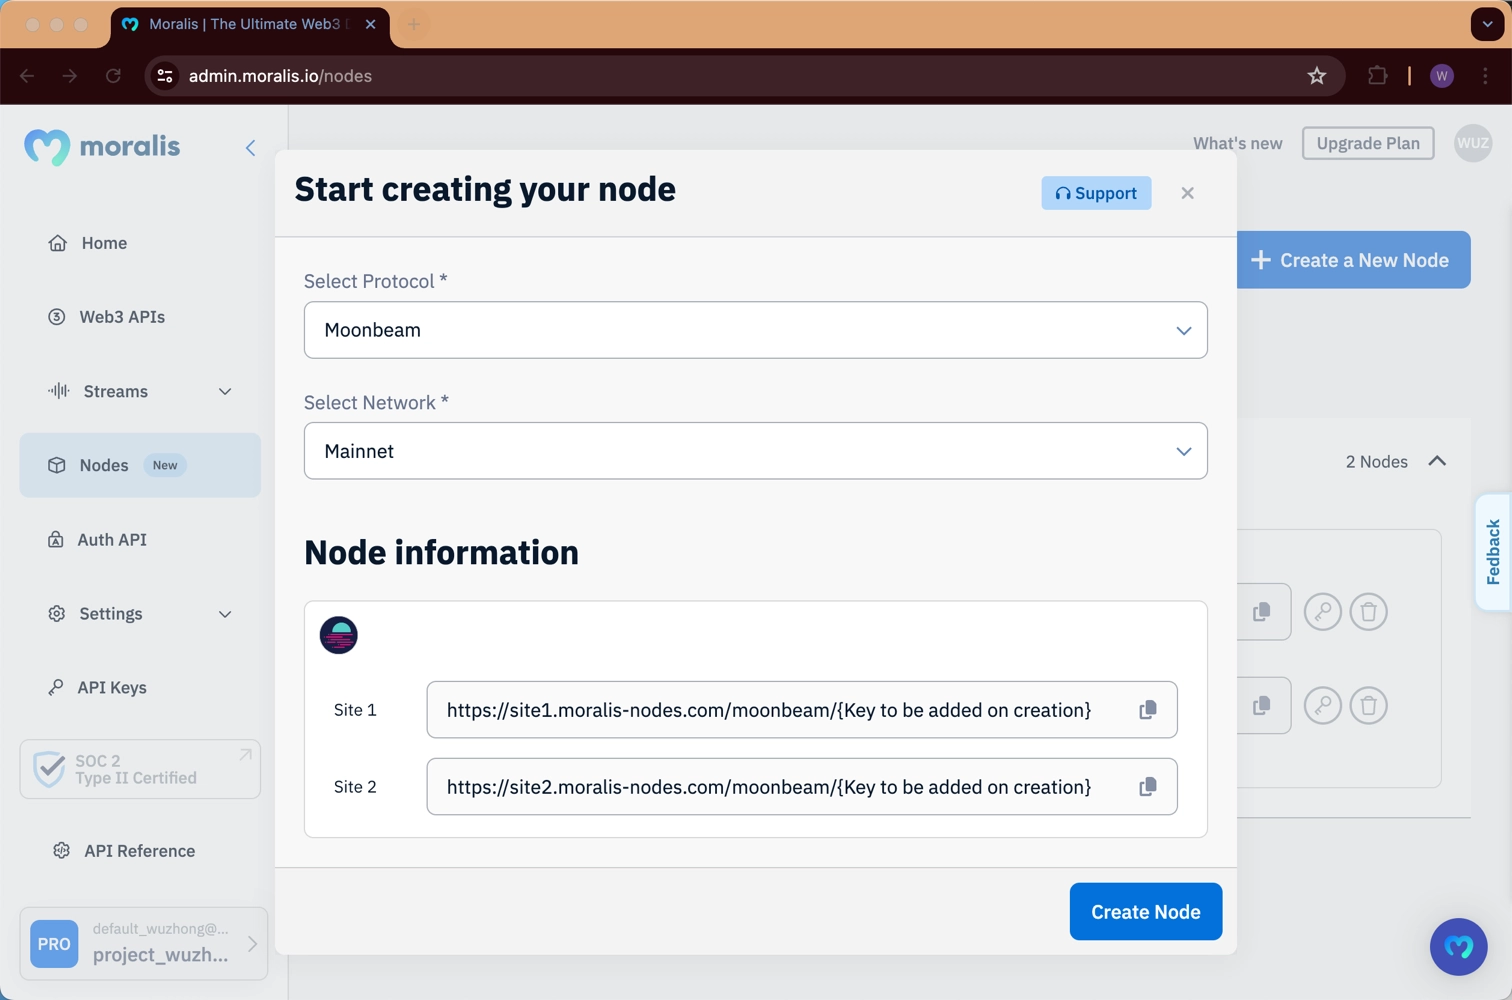 Moralis | The Ultimate Web3
admin.moralis.io/nodes
W
moralis
What's new
Upgrade Plan
WUZ
Start creating your node
Support
Home
Web3 APIs
Streams
Nodes New
Auth API
Settings
API Keys
SOC 2
Type II Certified
API Reference
PRO
default_wuzhong@...
project_wuzh...
Create a New Node
Select Protocol *
Moonbeam
Select Network *
Mainnet
2 Nodes
Feedback
Node information
Site 1
https://site1.moralis-nodes.com/moonbeam/{Key to be added on creation}
Site 2
https://site2.moralis-nodes.com/moonbeam/{Key to be added on creation}
Create Node